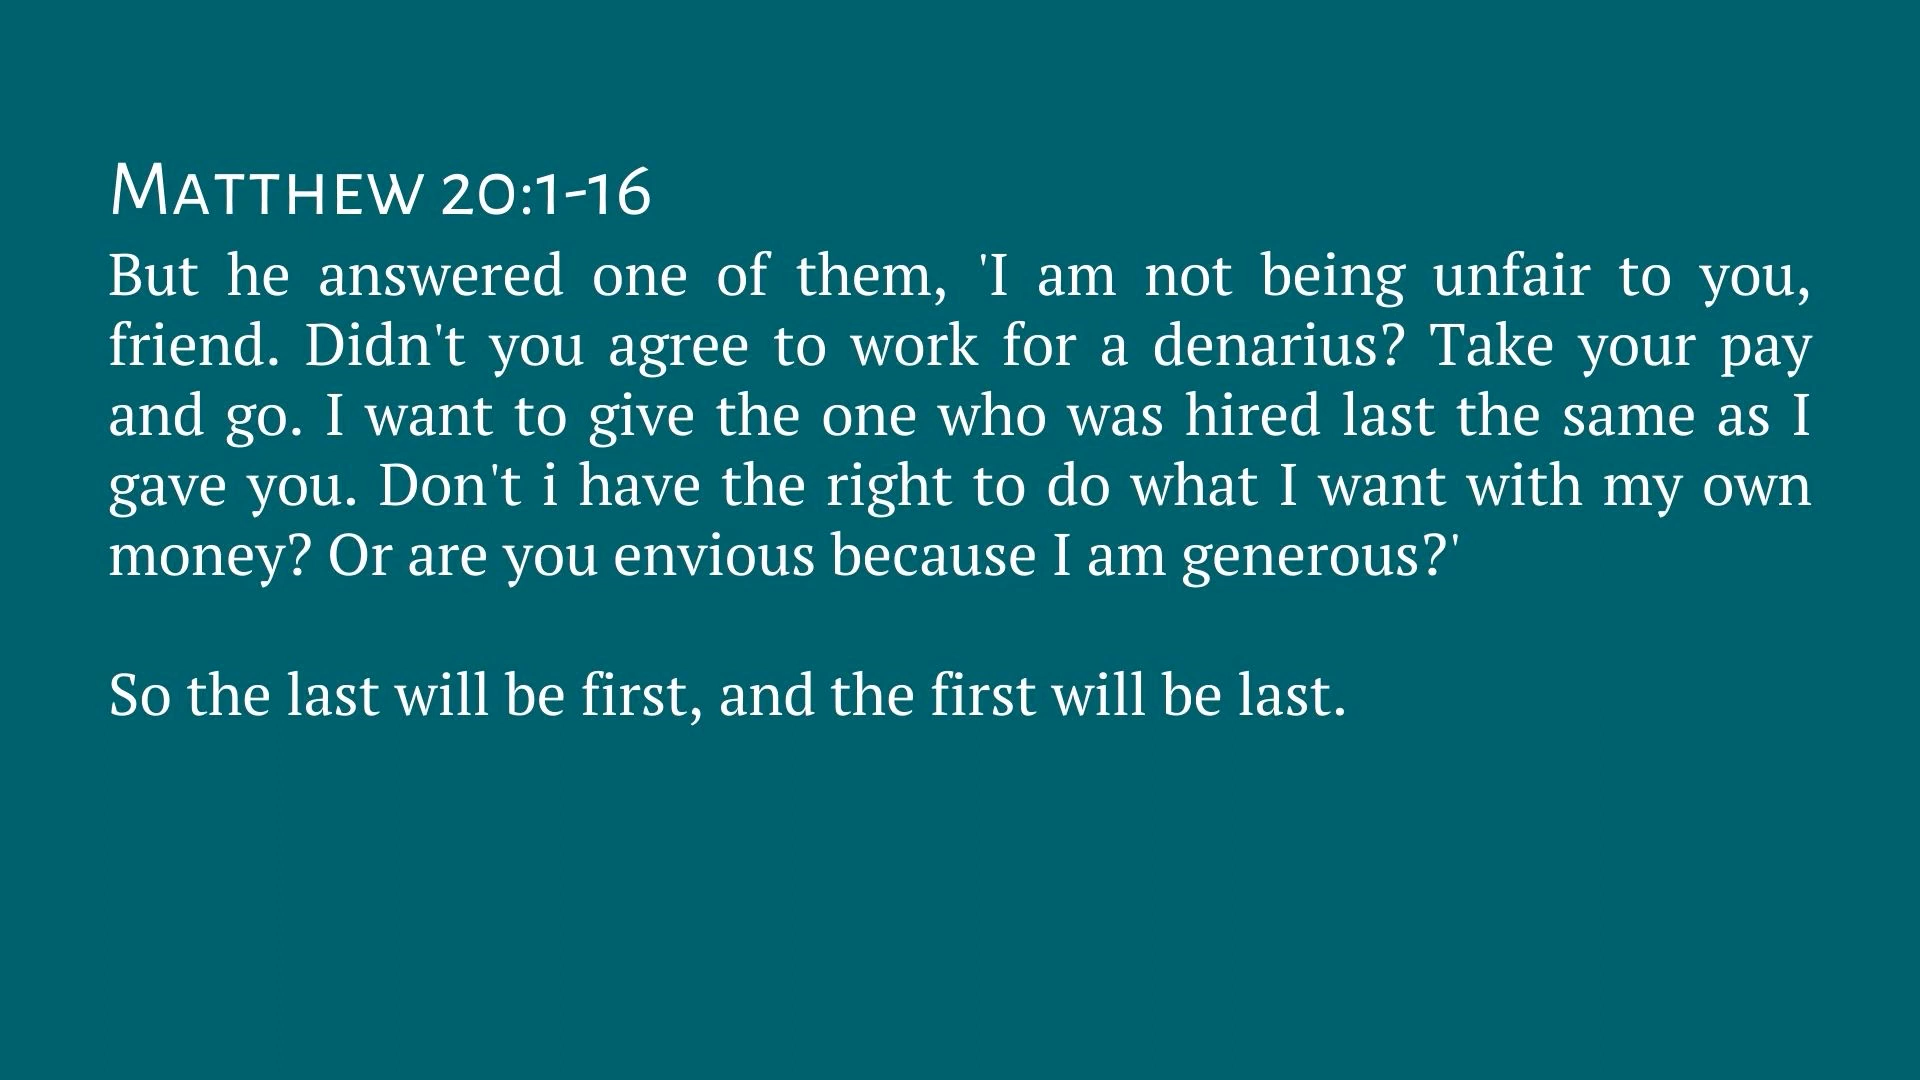 Matthew 20:1-16
But he answered one of them, 'I am not being unfair to you,
friend. Didn't you agree to work for a denarius? Take your pay
and go. I want to give the one who was hired last the same as I
gave you. Don't i have the right to do what I want with my own
money? Or are you envious because I am generous?'
So the last will be first, and the first will be last.